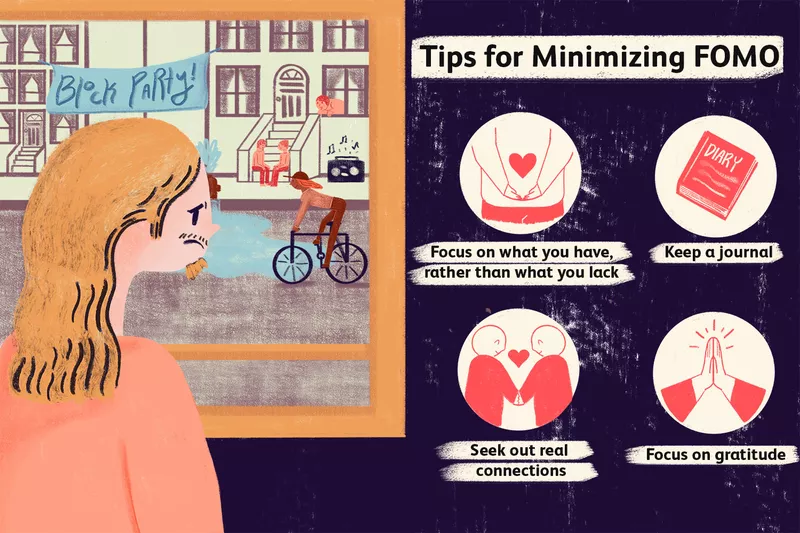 Block PARTY!
Tips for Minimizing FOMO
DIARY
Focus on what you have,
rather than what you lack
Keep a journal
Seek out real
connections
Focus on gratitude